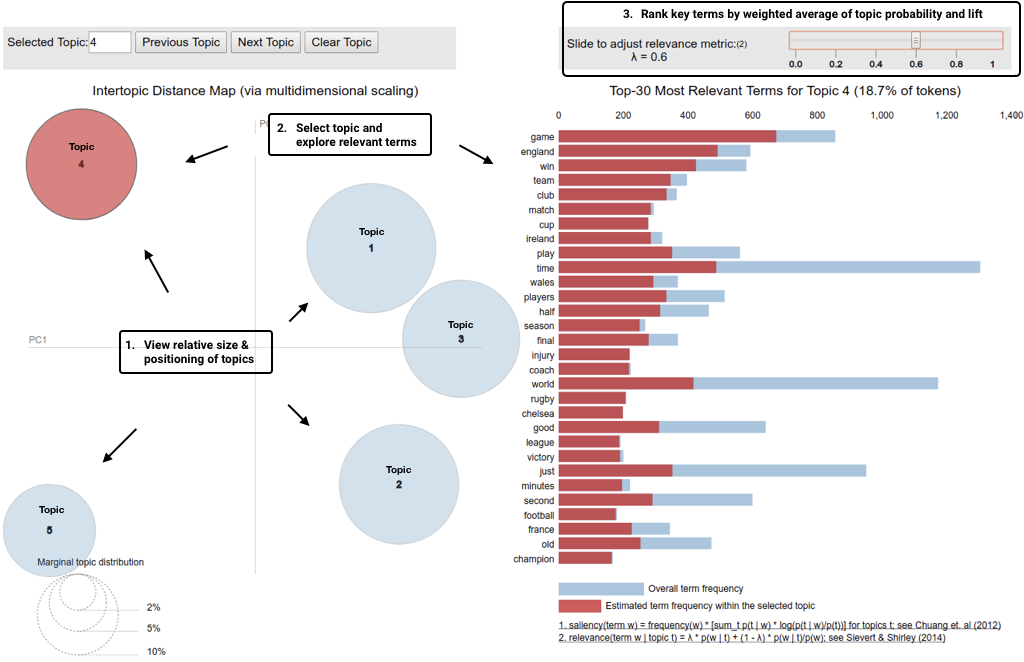 3. Rank key terms by weighted average of topic probability and lift
Selected Topic: 4 Previous Topic Next Topic Clear Topic
Slide to adjust relevance metric:(2)
λ = 0.6
0.0 0.2 0.4 0.6 0.8 1
Intertopic Distance Map (via multidimensional scaling)
2. Select topic and
explore relevant terms
Topic
4
Topic
1
Topic
3
PC1
1. View relative size &
positioning of topics
Topic
2
Topic
5
Marginal topic distribution
2%
5%
10%
Top-30 Most Relevant Terms for Topic 4 (18.7% of tokens)
0 200 400 600 800 1,000 1,200 1,400
game
england
win
team
club
match
cup
ireland
play
time
wales
players
half
season
final
injury
coach
world
rugby
chelsea
good
league
victory
just
minutes
second
football
france
old
champion
Overall term frequency
Estimated term frequency within the selected topic
1. saliency(term w) = frequency(w) * [sum_t p(t | w) * log(p(t | w)/p(t))] for topics t; see Chuang et. al (2012)
2. relevance(term w | topic t) = λ * p(w | t) + (1 - λ) * p(w | t)/p(w); see Sievert & Shirley (2014)